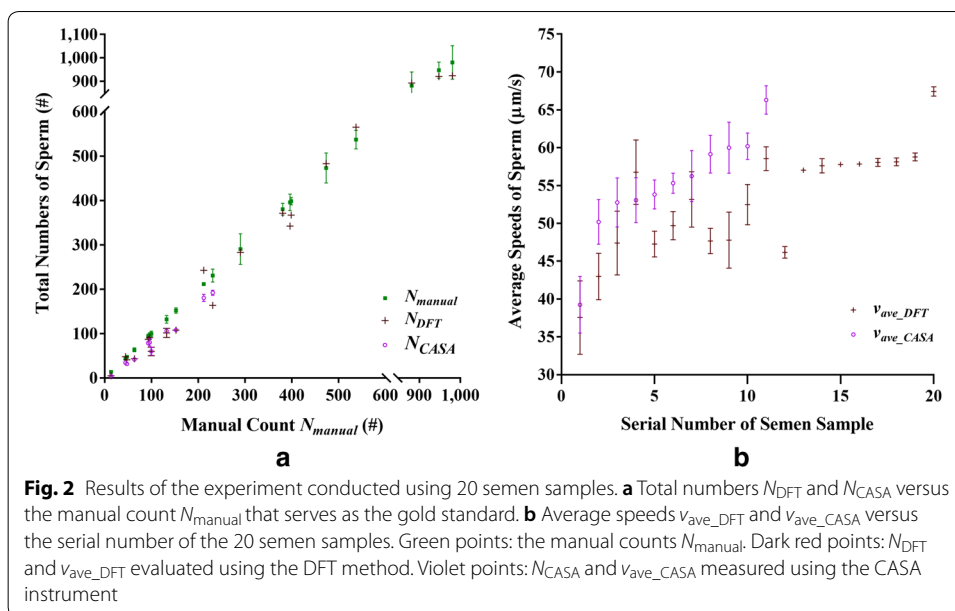 1,100
1,000
900
600
500
400
300
200
100
0
Total Numbers of Sperm (#)
N_manual
N_DFT
N_CASA
0 100 200 300 400 500 600 900 1,000
Manual Count N_manual (#)
a
75
70
65
60
55
50
45
40
35
30
Average Speeds of Sperm (μm/s)
v_ave_DFT
v_ave_CASA
0 5 10 15 20
Serial Number of Semen Sample
b
Fig. 2 Results of the experiment conducted using 20 semen samples. a Total numbers N_DFT and N_CASA versus
the manual count N_manual that serves as the gold standard. b Average speeds v_ave_DFT and v_ave_CASA versus
the serial number of the 20 semen samples. Green points: the manual counts N_manual. Dark red points: N_DFT
and v_ave_DFT evaluated using the DFT method. Violet points: N_CASA and v_ave_CASA measured using the CASA
instrument